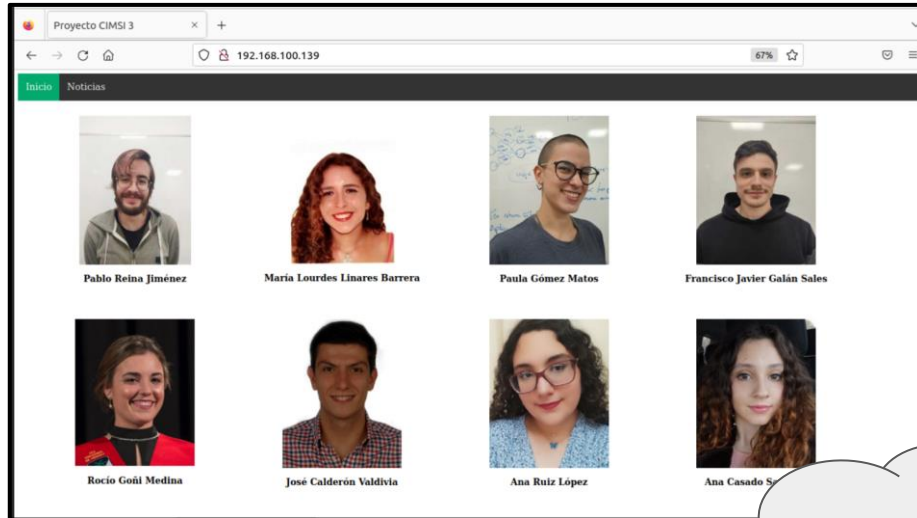 Proyecto CIMSI 3
192.168.100.139
67%
Inicio Noticias
Pablo Reina Jiménez
María Lourdes Linares Barrera
Paula Gómez Matos
Francisco Javier Galán Sales
Rocío Goñi Medina
José Calderón Valdivia
Ana Ruiz López
Ana Casado